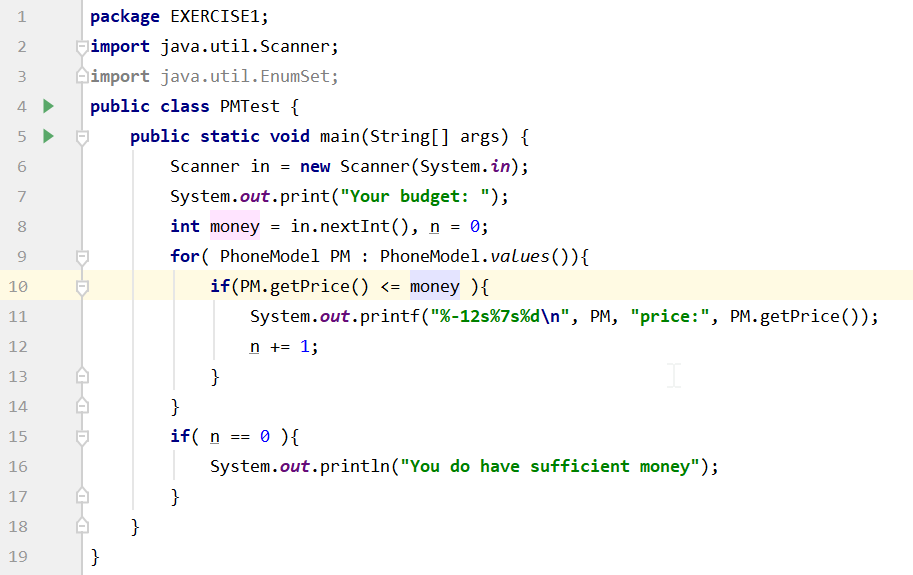 1 package EXERCISE1;
2 import java.util.Scanner;
3 import java.util.EnumSet;
4 public class PMTest {
5 public static void main(String[] args) {
6 Scanner in = new Scanner(System.in);
7 System.out.print("Your budget: ");
8 int money = in.nextInt(), n = 0;
9 for( PhoneModel PM : PhoneModel.values()){
10 if(PM.getPrice() <= money ){
11 System.out.printf("%-12s%7s%d\n", PM, "price:", PM.getPrice());
12 n += 1;
13 }
14 }
15 if( n == 0 ){
16 System.out.println("You do have sufficient money");
17 }
18 }
19 }